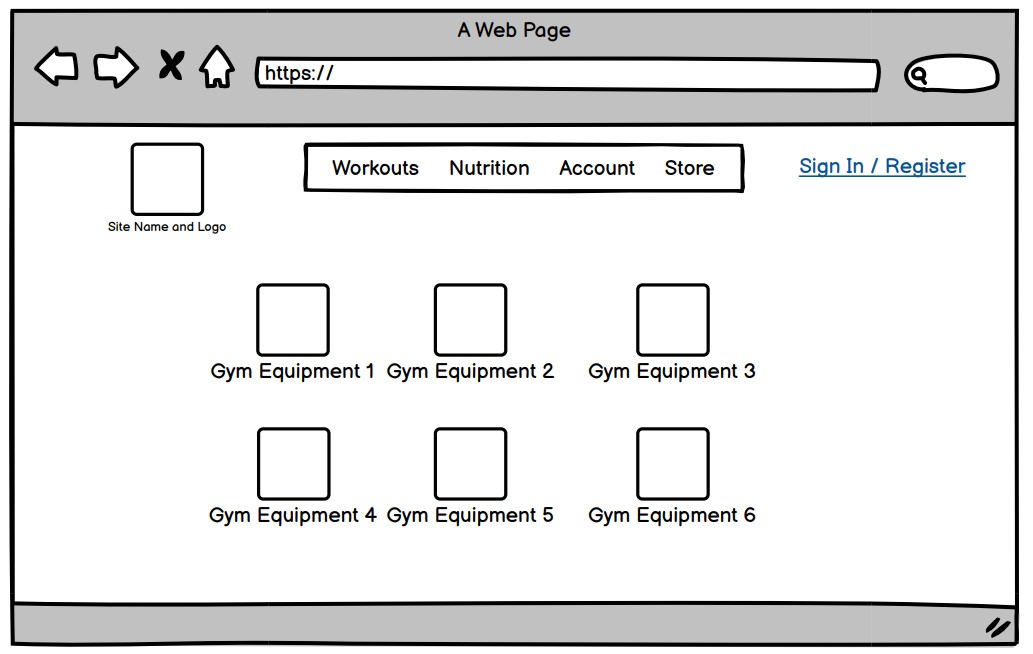 A Web Page
https://
Workouts Nutrition Account Store
Sign In / Register
Site Name and Logo
Gym Equipment 1 Gym Equipment 2 Gym Equipment 3
Gym Equipment 4 Gym Equipment 5 Gym Equipment 6